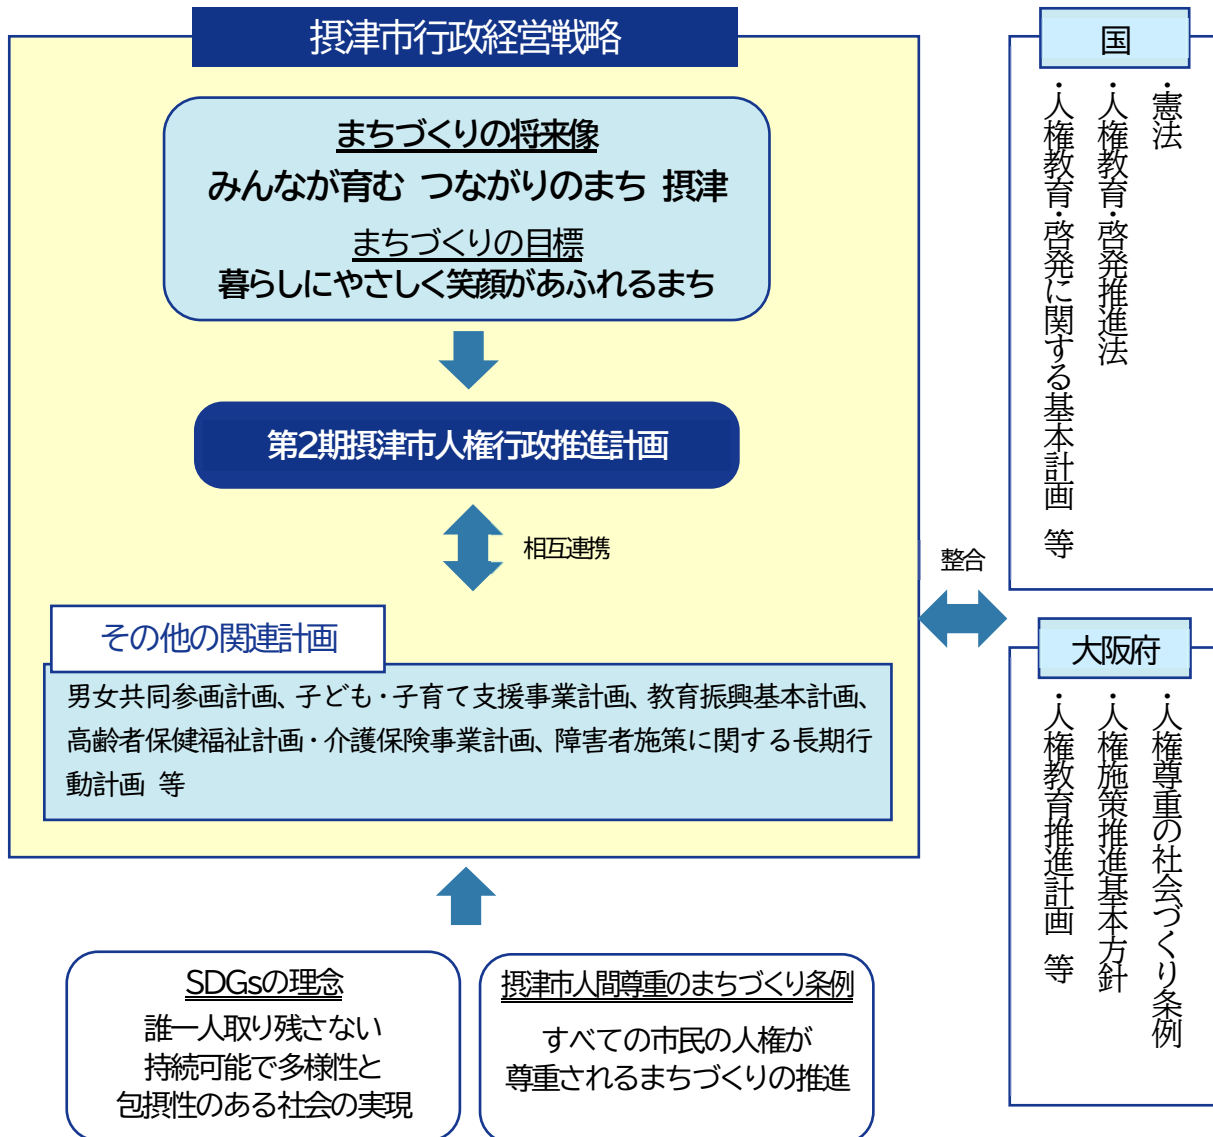 摂津市行政経営戦略
まちづくりの将来像
みんなが育む つながりのまち 摂津
まちづくりの目標
暮らしにやさしく笑顔があふれるまち
第2期摂津市人権行政推進計画
相互連携
その他の関連計画
男女共同参画計画、子ども・子育て支援事業計画、教育振興基本計画、
高齢者保健福祉計画・介護保険事業計画、障害者施策に関する長期行
動計画 等
SDGsの理念
誰一人取り残さない
持続可能で多様性と
包摂性のある社会の実現
摂津市人間尊重のまちづくり条例
すべての市民の人権が
尊重されるまちづくりの推進
整合
国
・憲法
・人権教育・啓発推進法
・人権教育・啓発に関する基本計画 等
大阪府
・人権尊重の社会づくり条例
・人権施策推進基本方針
・人権教育推進計画 等